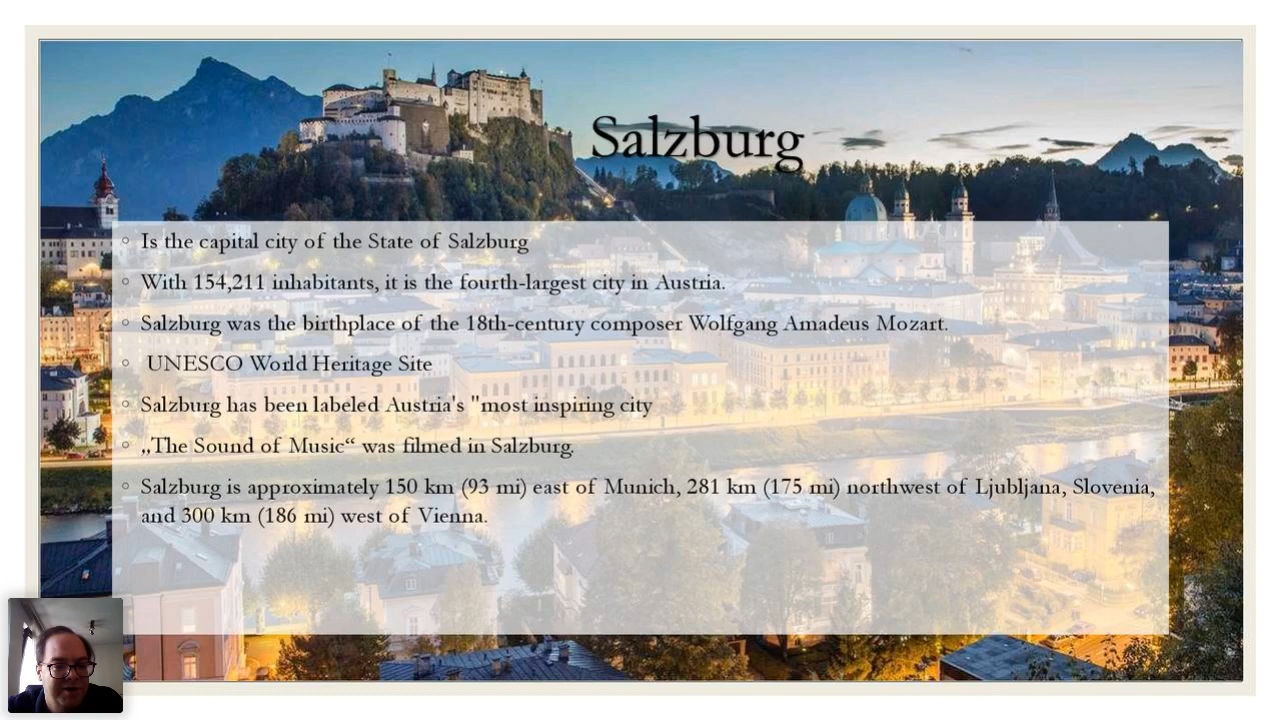 Salzburg
◦ Is the capital city of the State of Salzburg
◦ With 154,211 inhabitants, it is the fourth-largest city in Austria.
◦ Salzburg was the birthplace of the 18th-century composer Wolfgang Amadeus Mozart.
◦ UNESCO World Heritage Site
◦ Salzburg has been labeled Austria's "most inspiring city
◦ „The Sound of Music“ was filmed in Salzburg.
◦ Salzburg is approximately 150 km (93 mi) east of Munich, 281 km (175 mi) northwest of Ljubljana, Slovenia,
and 300 km (186 mi) west of Vienna.